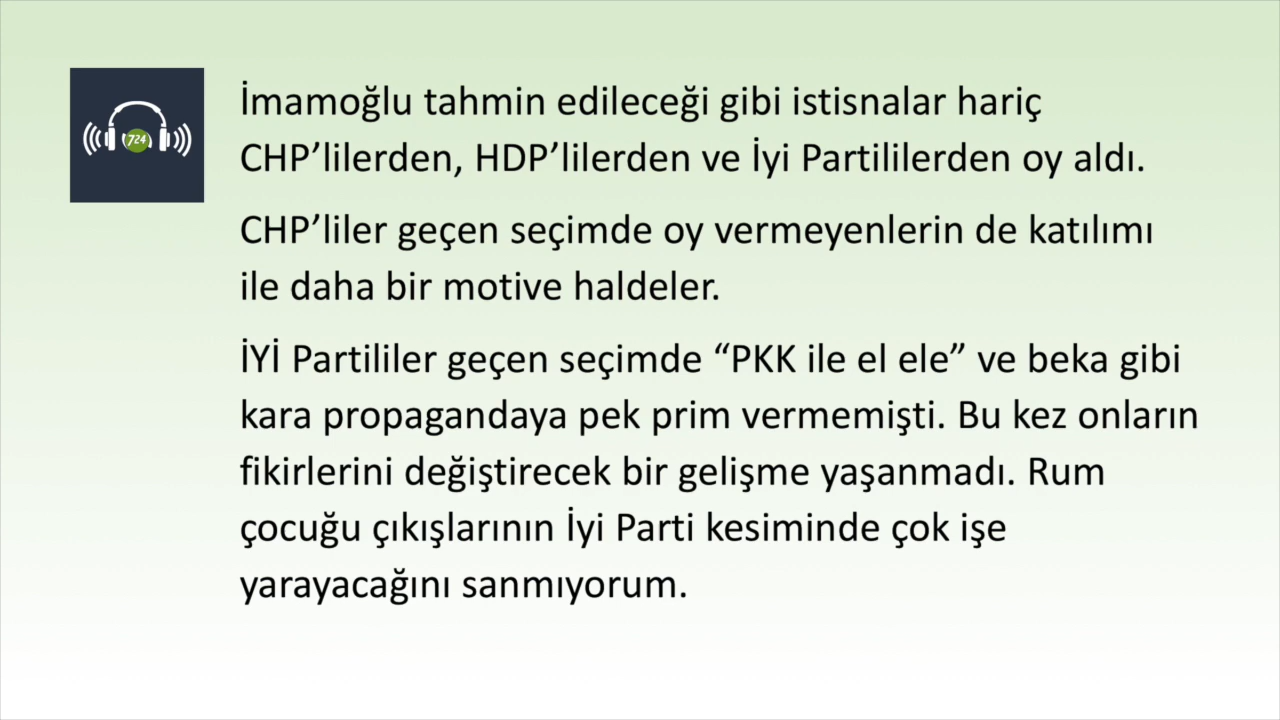 724
İmamoğlu tahmin edileceği gibi istisnalar hariç
CHP’lilerden, HDP’lilerden ve İyi Partililerden oy aldı.
CHP’liler geçen seçimde oy vermeyenlerin de katılımı
ile daha bir motive haldeler.
İYİ Partililer geçen seçimde “PKK ile el ele” ve beka gibi
kara propagandaya pek prim vermemişti. Bu kez onların
fikirlerini değiştirecek bir gelişme yaşanmadı. Rum
çocuğu çıkışlarının İyi Parti kesiminde çok işe
yarayacağını sanmıyorum.